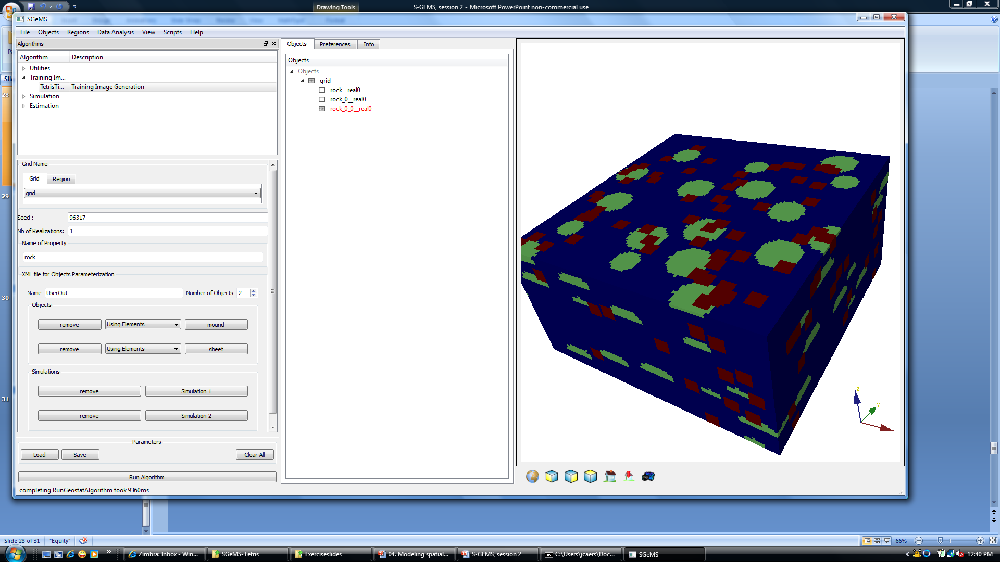 Drawing Tools
S-GEMS, session 2 - Microsoft PowerPoint non-commercial use
SGeMS
File Objects Regions Data Analysis View Scripts Help
Algorithms
Algorithm Description
Utilities
Training Im...
TetrisTi... Training Image Generation
Simulation
Estimation
Grid Name
Grid Region
grid
Seed : 96317
Nb of Realizations: 1
Name of Property
rock
XML file for Objects Parameterization
Name UserOut Number of Objects 2
Objects
remove Using Elements mound
remove Using Elements sheet
Simulations
remove Simulation 1
remove Simulation 2
Parameters
Load Save Clear All
Run Algorithm
completing RunGeostatAlgorithm took 9360ms
Objects Preferences Info
Objects
Objects
grid
rock__real0
rock_0__real0
rock_0_0__real0
Z
Y
X
28
29
30
31
Slide 28 of 31 "Equity" 66%
Zimbra: Inbox - Win... SGeMS-Tetris Exerciseslides 04. Modeling spatial... S-GEMS, session 2 C:\Users\jcaers\Doc... SGeMS 12:40 PM